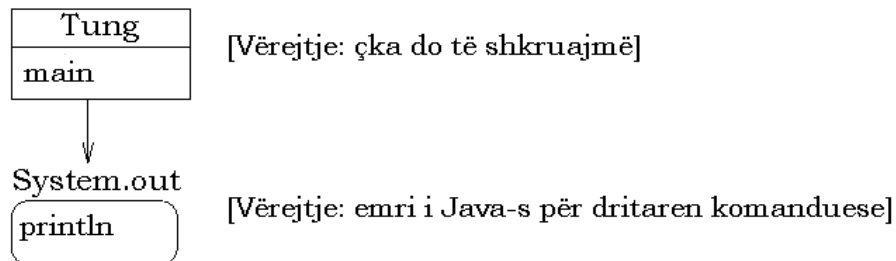 Tung
[Vërejtje: çka do të shkruajmë]
main
System.out
println
[Vërejtje: emri i Java-s për dritaren komanduese]